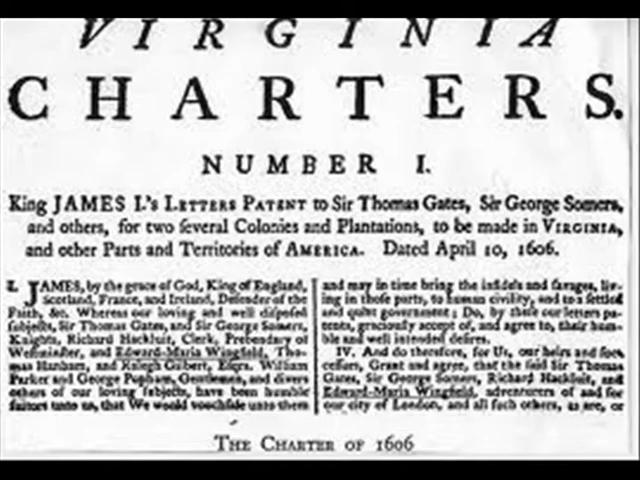 VIRGINIA
CHARTERS.
NUMBER I.
King JAMES I.'s LETTERS PATENT to Sir Thomas Gates, Sir George Somers,
and others, for two ſeveral Colonies and Plantations, to be made in VIRGINIA,
and other Parts and Territories of AMERICA. Dated April 10, 1606.
I. JAMES, by the grace of God, King of England,
Scotland, France, and Ireland, Defender of the
Faith, &c. Whereas our loving and well diſpoſed
ſubjects, Sir Thomas Gates, and Sir George Somers,
Knights, Richard Hackluit, Clerk, Prebendary of
Weſtminſter, and Edward-Maria Wingfield, Tho-
mas Hanham, and Ralegh Gilbert, Eſqrs. William
Parker and George Popham, Gentlemen, and divers
others of our loving ſubjects, have been humble
ſuitors unto us, that We would vouchſafe unto them
and may in time bring the infidels and ſavages, liv-
ing in thoſe parts, to human civility, and to a ſettled
and quiet government; Do, by theſe our letters pa-
tents, graciouſly accept of, and agree to, their hum-
ble and well intended deſires.
IV. And do therefore, for Us, our heirs and ſucc
ceſſors, Grant and agree, that the ſaid Sir Thomas
Gates, Sir George Somers, Richard Hackluit, and
Edward-Maria Wingfield, adventurers of and for
our city of London, and all ſuch others, as are, or
THE CHARTER OF 1606